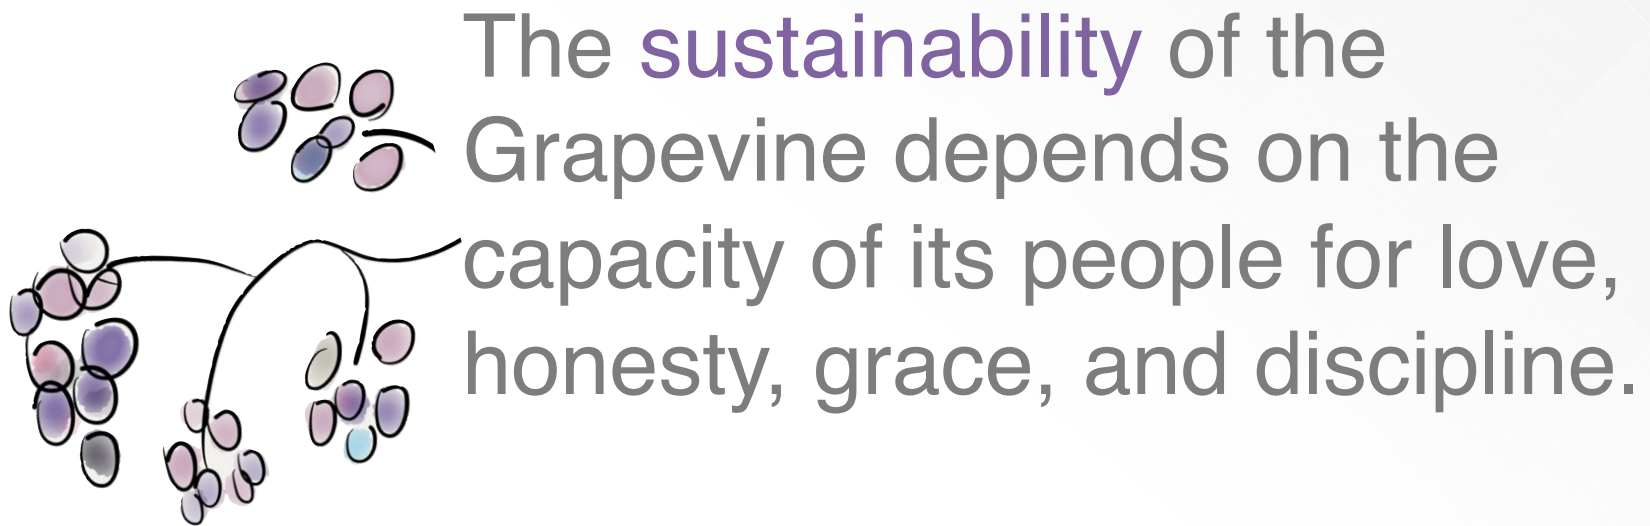 The sustainability of the
Grapevine depends on the
capacity of its people for love,
honesty, grace, and discipline.